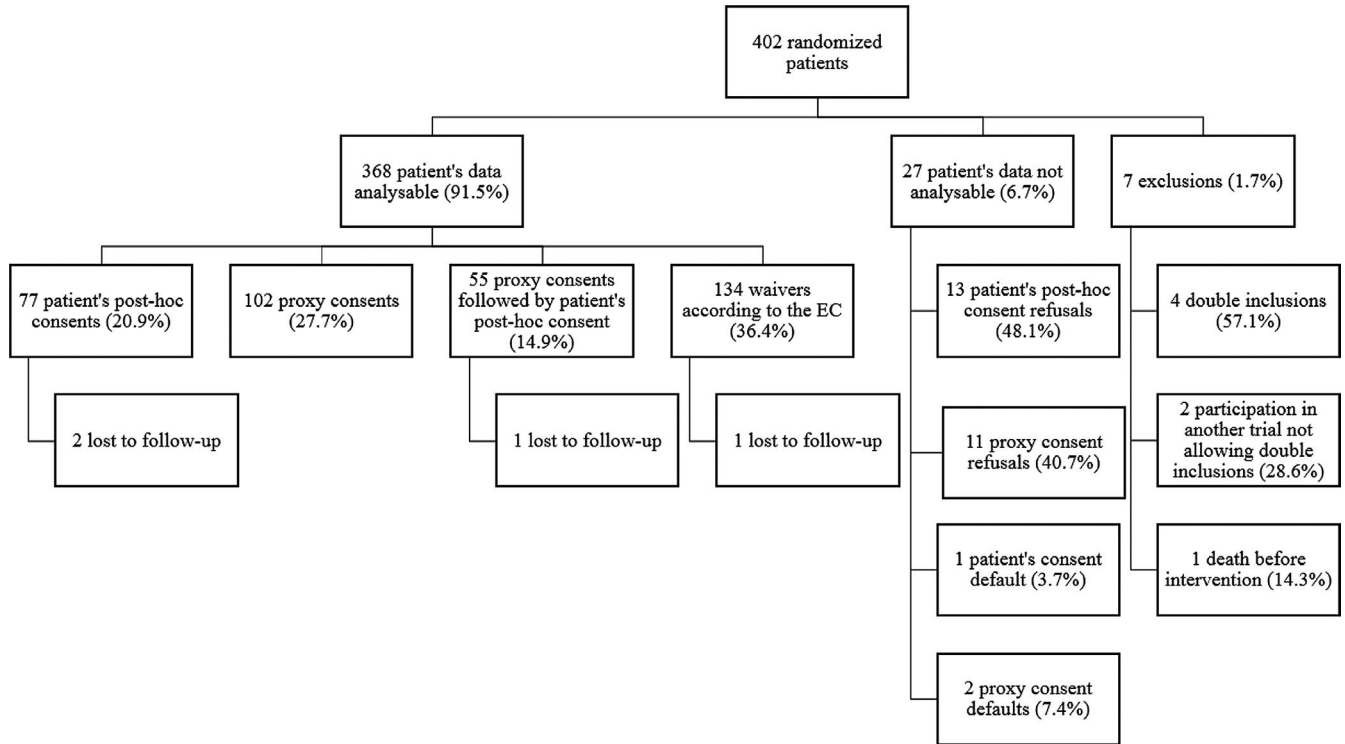 402 randomized
patients
368 patient's data
analysable (91.5%)
27 patient's data not
analysable (6.7%)
7 exclusions (1.7%)
77 patient's post-hoc
consents (20.9%)
102 proxy consents
(27.7%)
55 proxy consents
followed by patient's
post-hoc consent
(14.9%)
134 waivers
according to the EC
(36.4%)
13 patient's post-hoc
consent refusals
(48.1%)
4 double inclusions
(57.1%)
2 lost to follow-up
1 lost to follow-up
1 lost to follow-up
11 proxy consent
refusals (40.7%)
2 participation in
another trial not
allowing double
inclusions (28.6%)
1 patient's consent
default (3.7%)
1 death before
intervention (14.3%)
2 proxy consent
defaults (7.4%)